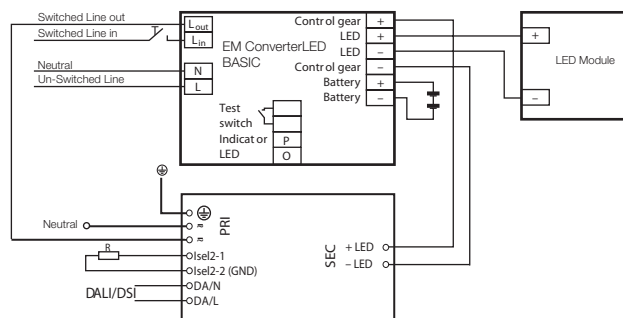 Switched Line out
Switched Line in
Neutral
Un-Switched Line
Lout
Lin
N
L
EM ConverterLED
BASIC
Control gear +
LED +
LED –
Control gear –
Battery +
Battery –
Test
switch
Indicator P
LED O
+
LED Module
–
Neutral
PRI
≈
≈
R
Isel2-1
Isel2-2 (GND)
DALI/DSI
DA/N
DA/L
SEC
+ LED
– LED